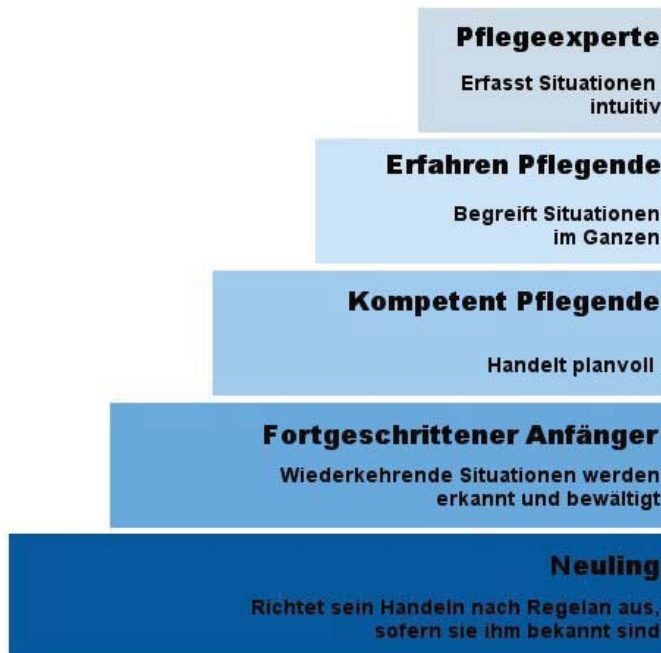 Pflegeexperte
Erfasst Situationen
intuitiv
Erfahren Pflegende
Begreift Situationen
im Ganzen
Kompetent Pflegende
Handelt planvoll
Fortgeschrittener Anfänger
Wiederkehrende Situationen werden
erkannt und bewältigt
Neuling
Richtet sein Handeln nach Regelan aus,
sofern sie ihm bekannt sind